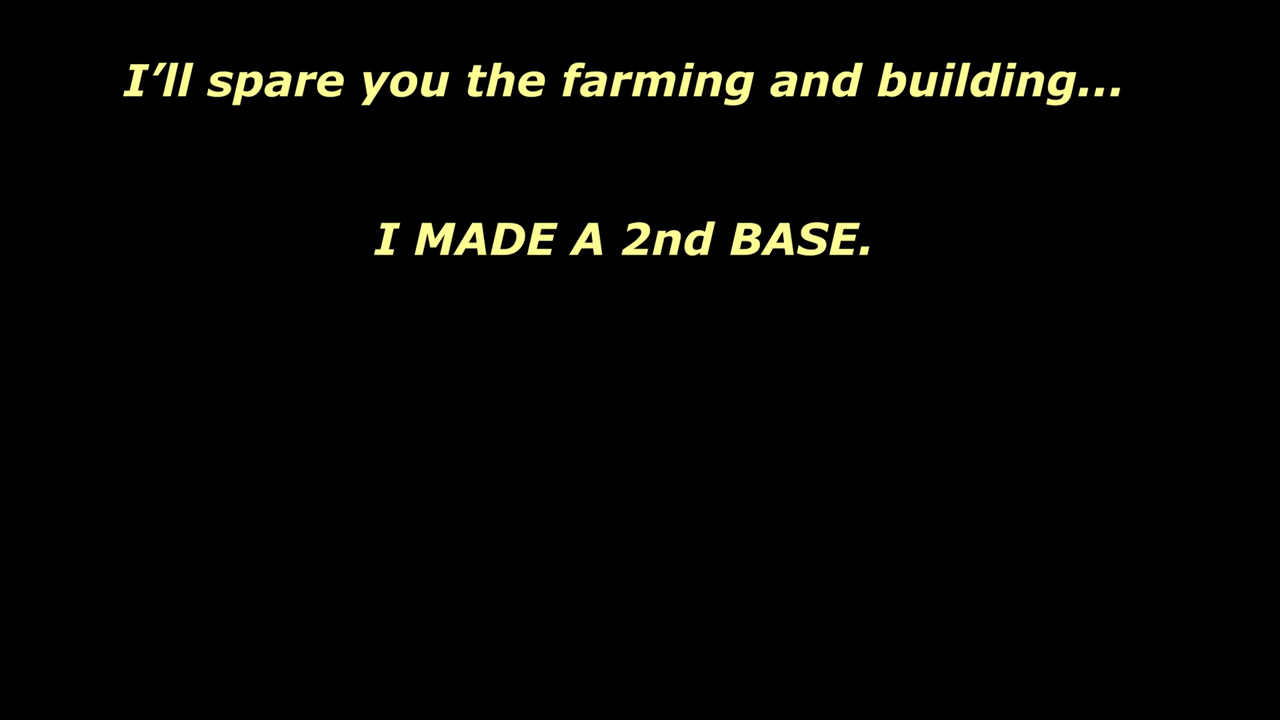 I’ll spare you the farming and building...
I MADE A 2nd BASE.